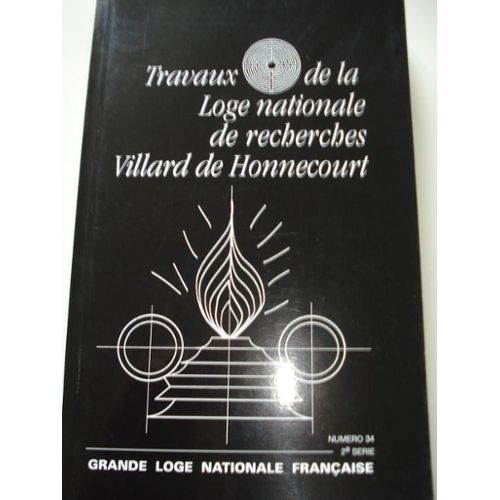 Travaux de la
Loge nationale
de recherches
Villard de Honnecourt
NUMERO 34
2e SERIE
GRANDE LOGE NATIONALE FRANÇAISE